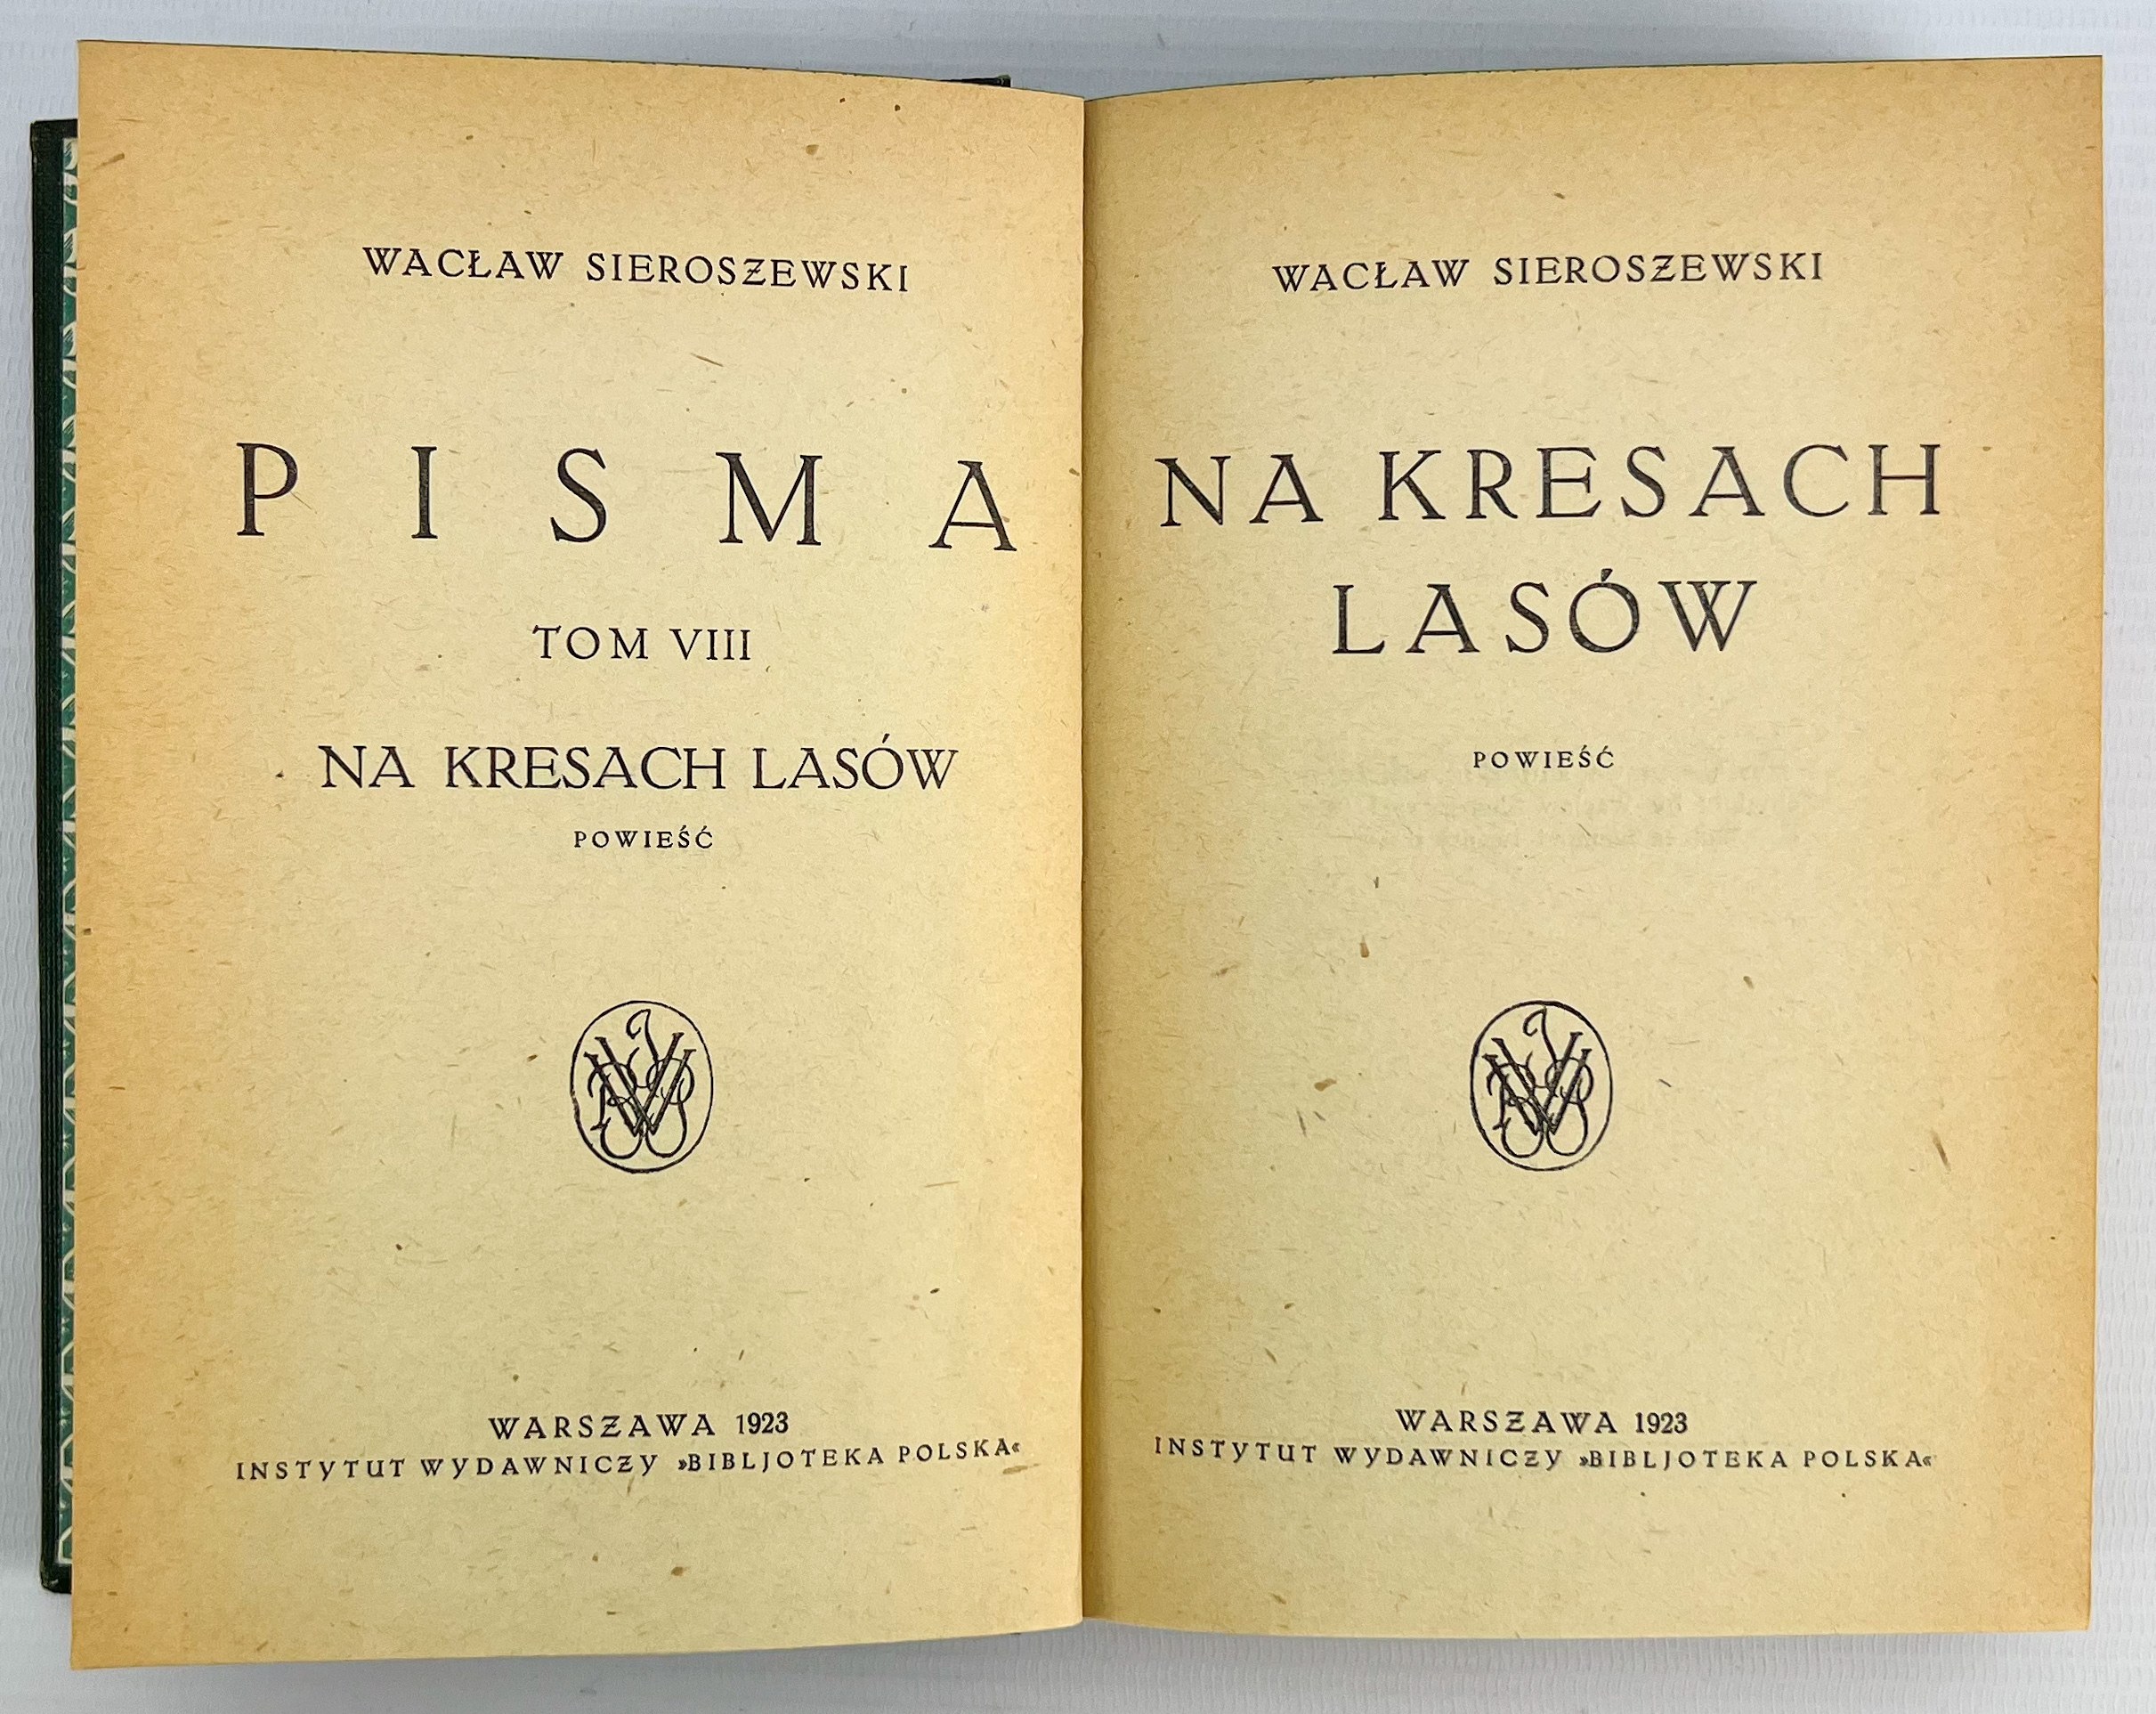 WACŁAW SIEROSZEWSKI
PISMA
TOM VIII
NA KRESACH LASÓW
POWIEŚĆ
WARSZAWA 1923
INSTYTUT WYDAWNICZY »BIBLJOTEKA POLSKA«
WACŁAW SIEROSZEWSKI
NA KRESACH
LASÓW
POWIEŚĆ
WARSZAWA 1923
INSTYTUT WYDAWNICZY »BIBLJOTEKA POLSKA«